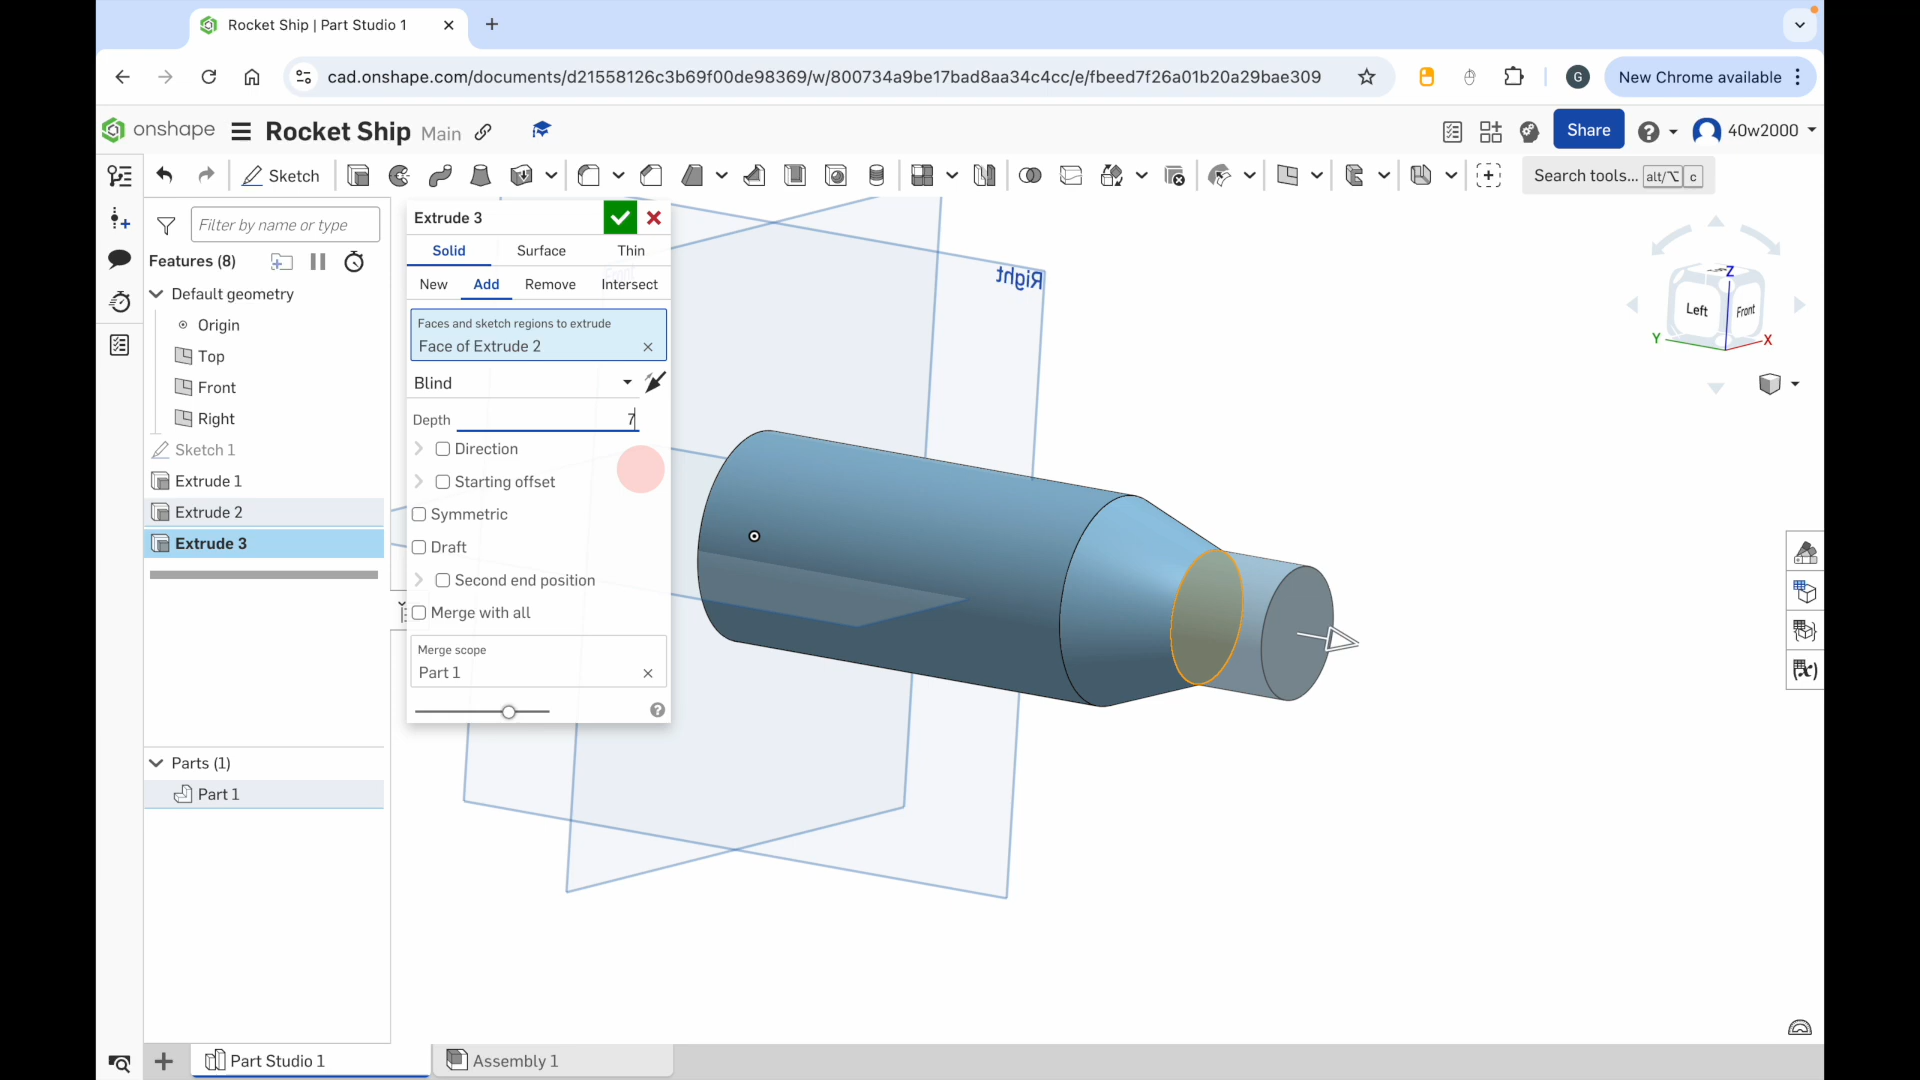 Rocket Ship | Part Studio 1
cad.onshape.com/documents/d21558126c3b69f00de98369/w/800734a9be17bad8aa34c4cc/e/fbeed7f26a01b20a29bae309
G
New Chrome available
onshape
Rocket Ship Main
Share
40w2000
Sketch
Search tools... alt/⌥ c
Extrude 3
Solid Surface Thin
New Add Remove Intersect
Faces and sketch regions to extrude
Face of Extrude 2
Blind
Depth 7
Direction
Starting offset
Symmetric
Draft
Second end position
Merge with all
Merge scope
Part 1
Filter by name or type
Features (8)
Default geometry
Origin
Top
Front
Right
Sketch 1
Extrude 1
Extrude 2
Extrude 3
Parts (1)
Part 1
Right
Z
Left
Front
Y
X
Part Studio 1
Assembly 1